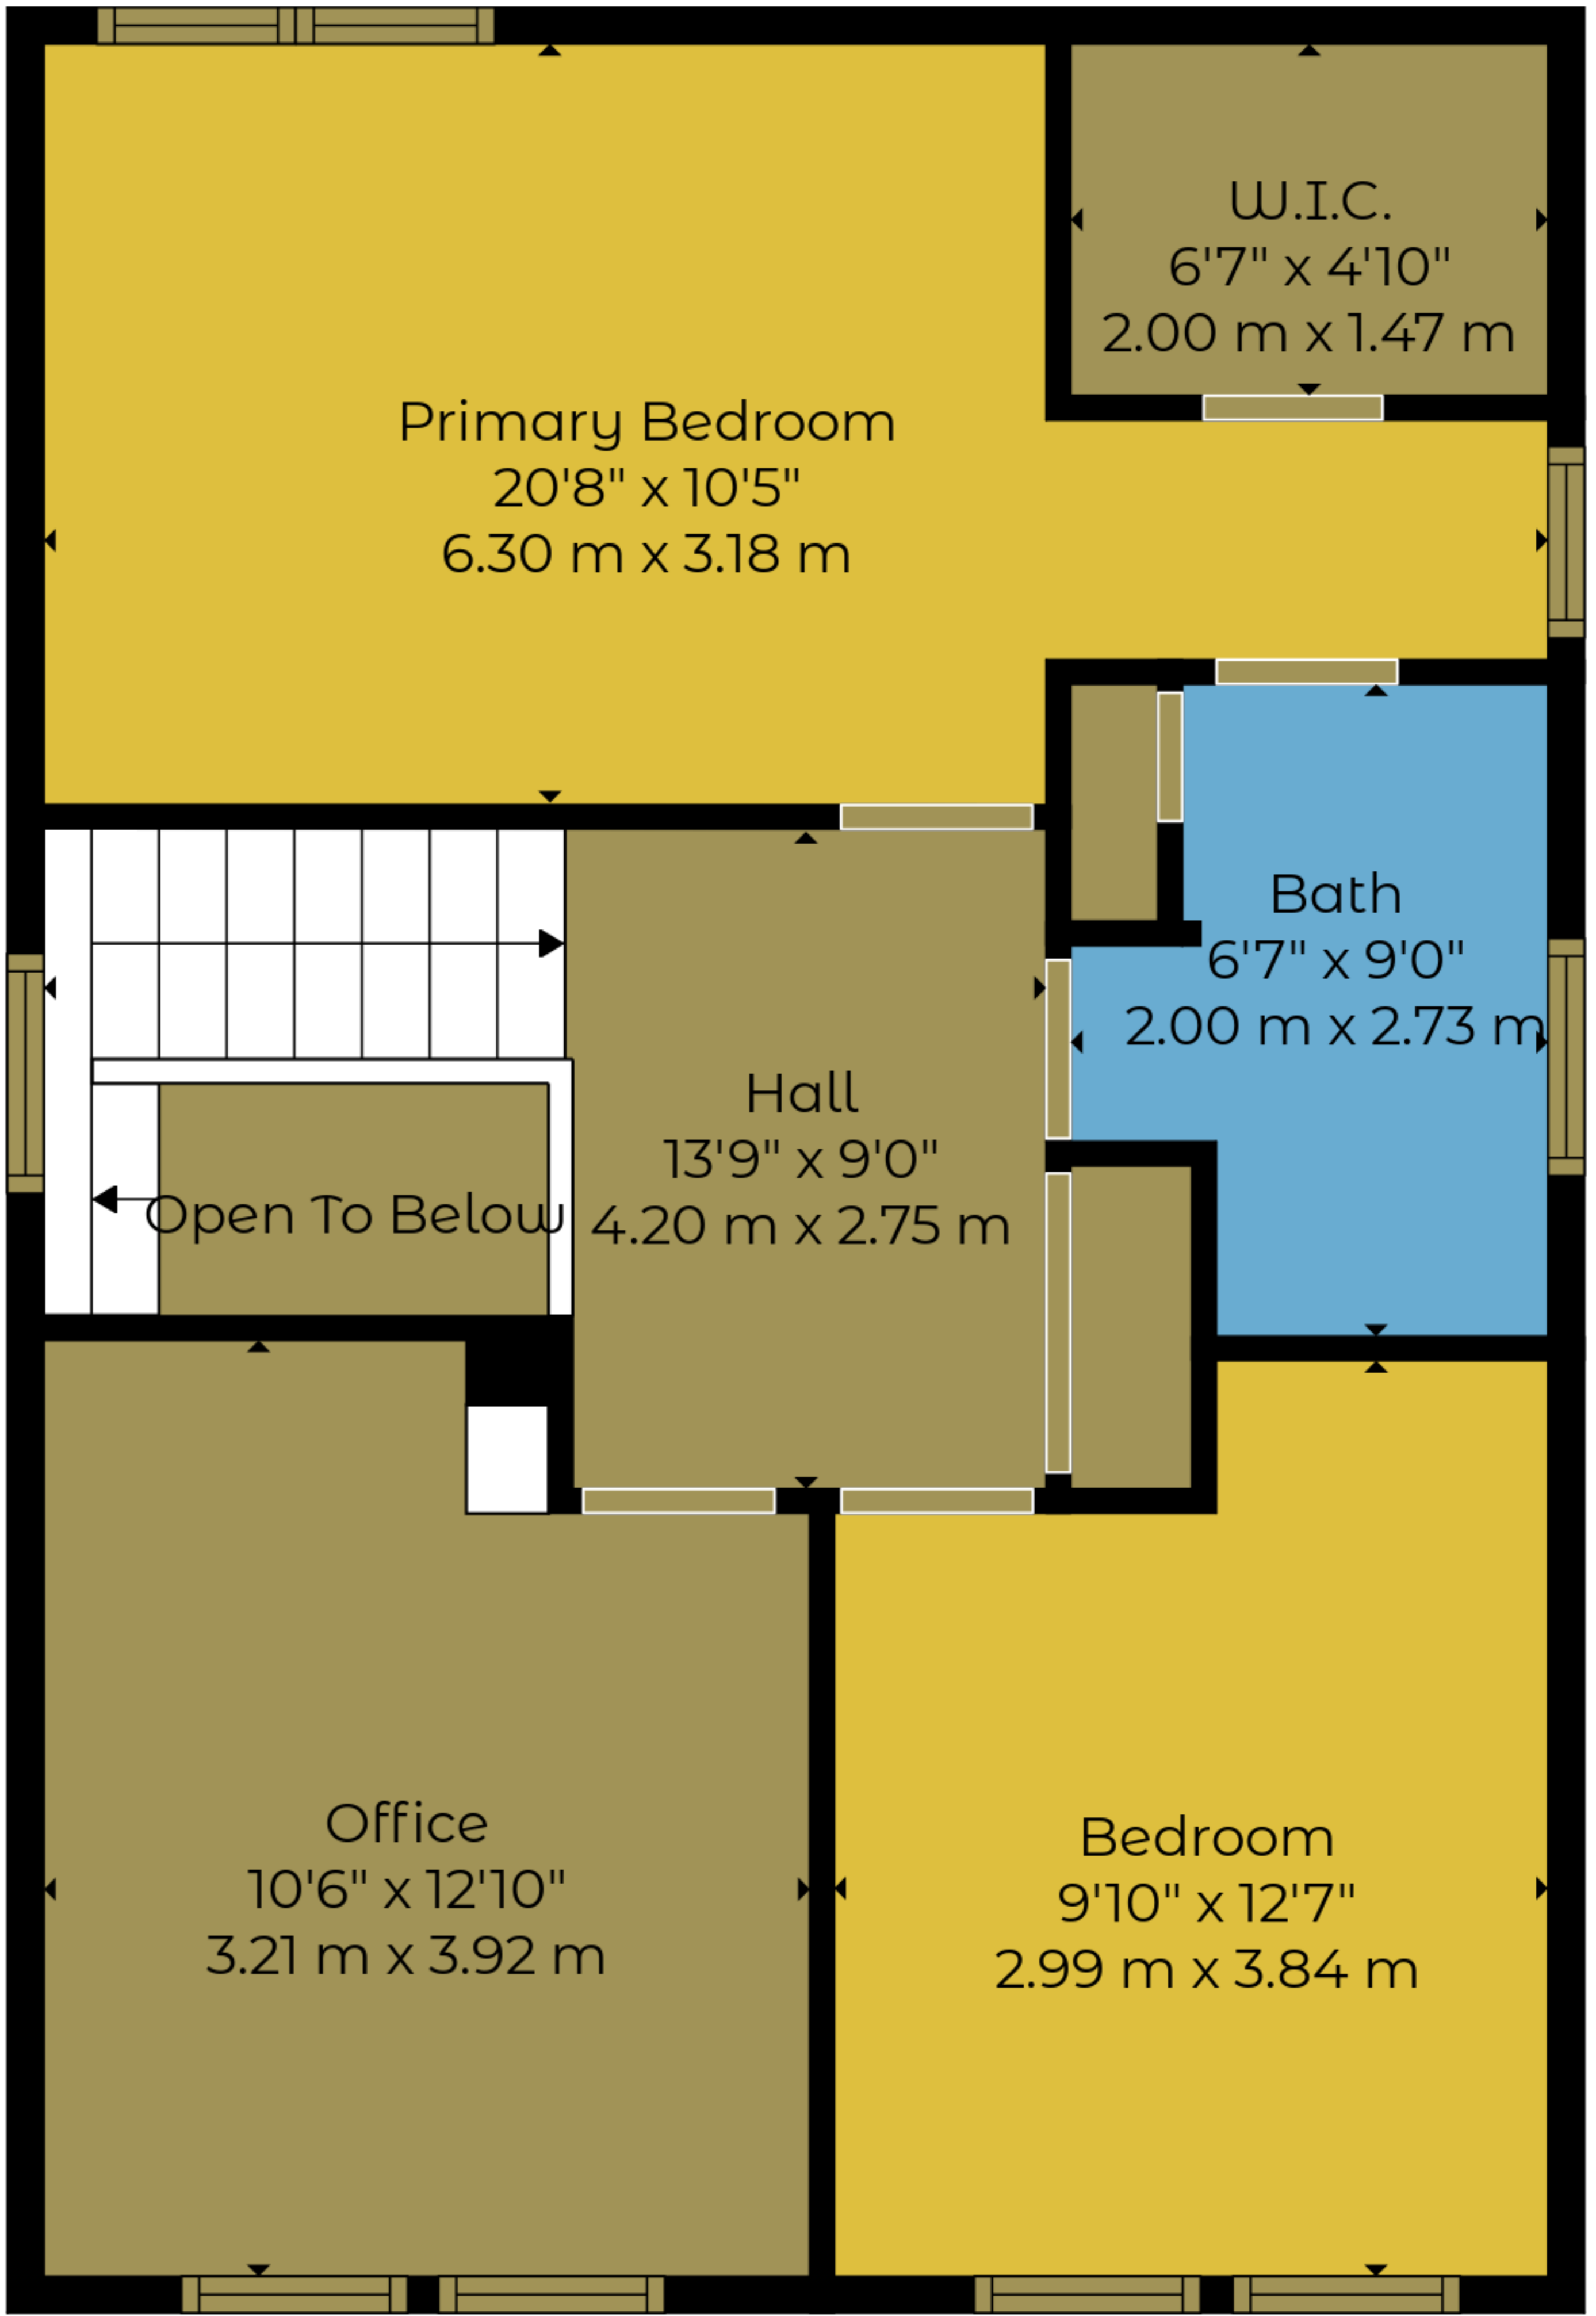 W.I.C.
6'7" x 4'10"
2.00 m x 1.47 m
Primary Bedroom
20'8" x 10'5"
6.30 m x 3.18 m
Bath
6'7" x 9'0"
2.00 m x 2.73 m
Hall
13'9" x 9'0"
4.20 m x 2.75 m
Open To Below
Office
10'6" x 12'10"
3.21 m x 3.92 m
Bedroom
9'10" x 12'7"
2.99 m x 3.84 m